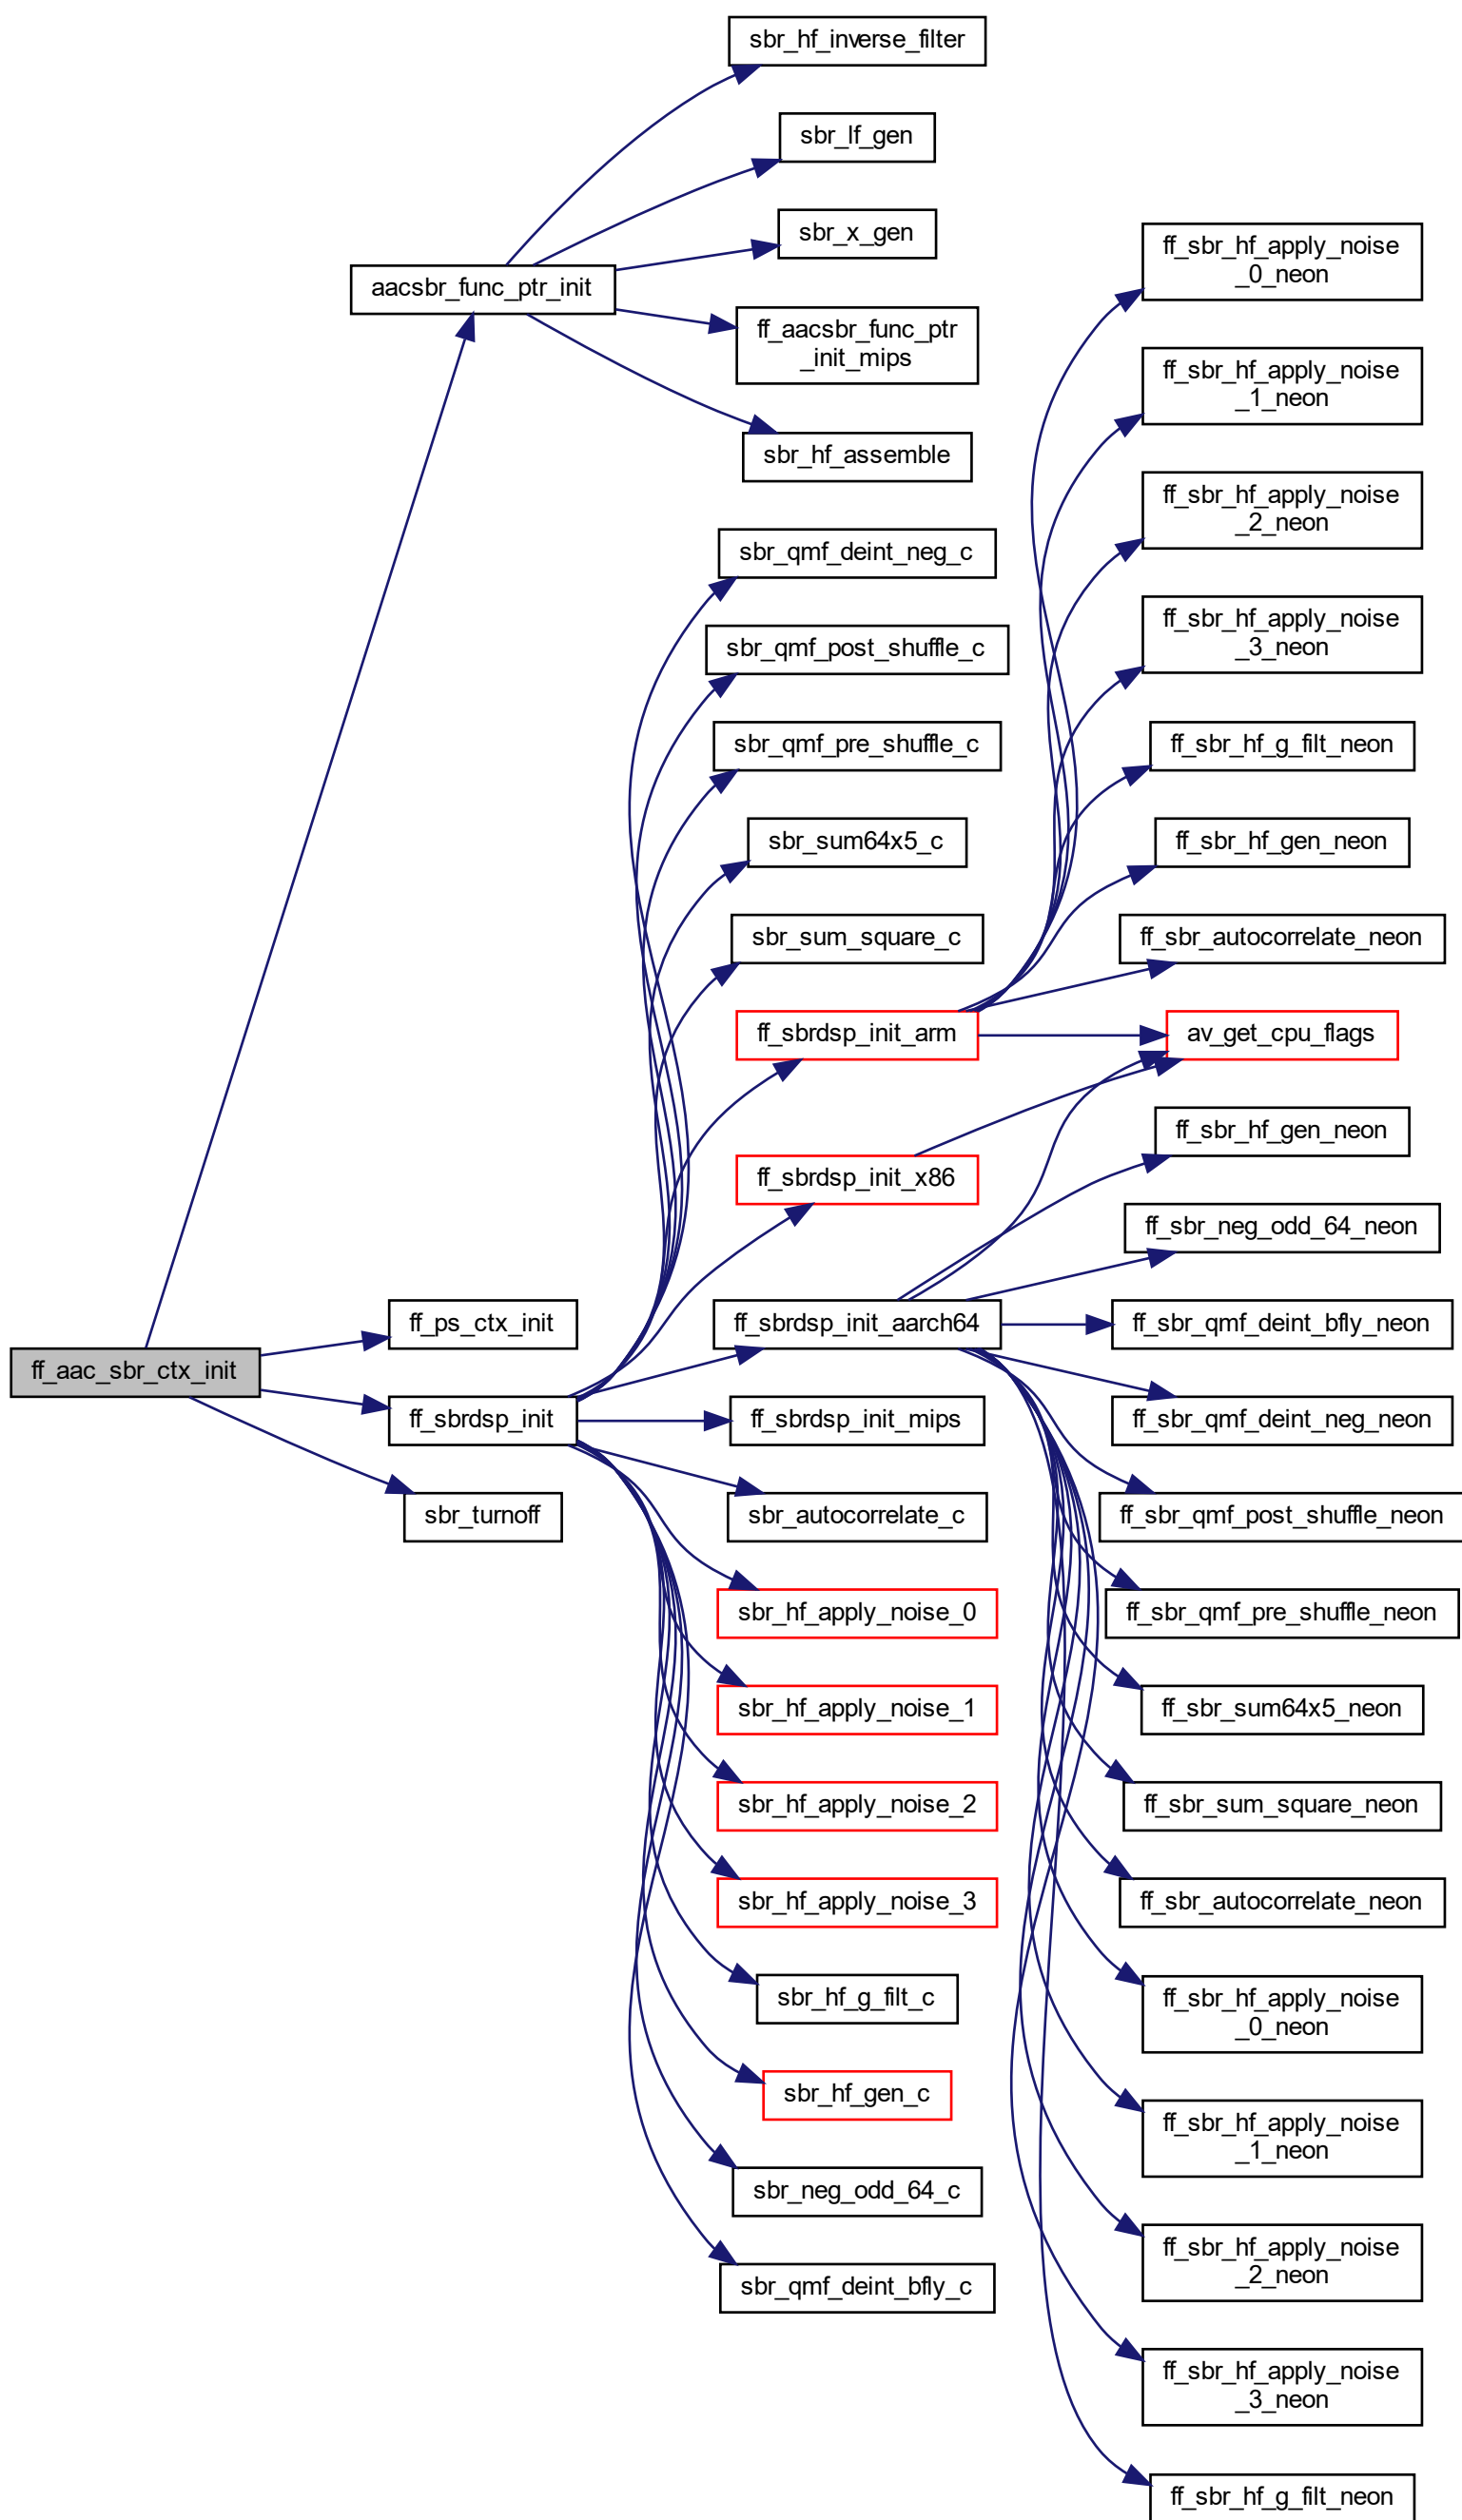 ff_aac_sbr_ctx_init
aacsbr_func_ptr_init
ff_ps_ctx_init
ff_sbrdsp_init
sbr_turnoff
sbr_hf_inverse_filter
sbr_lf_gen
sbr_x_gen
ff_aacsbr_func_ptr
_init_mips
sbr_hf_assemble
sbr_qmf_deint_neg_c
sbr_qmf_post_shuffle_c
sbr_qmf_pre_shuffle_c
sbr_sum64x5_c
sbr_sum_square_c
ff_sbrdsp_init_arm
ff_sbrdsp_init_x86
ff_sbrdsp_init_aarch64
ff_sbrdsp_init_mips
sbr_autocorrelate_c
sbr_hf_apply_noise_0
sbr_hf_apply_noise_1
sbr_hf_apply_noise_2
sbr_hf_apply_noise_3
sbr_hf_g_filt_c
sbr_hf_gen_c
sbr_neg_odd_64_c
sbr_qmf_deint_bfly_c
ff_sbr_hf_apply_noise
_0_neon
ff_sbr_hf_apply_noise
_1_neon
ff_sbr_hf_apply_noise
_2_neon
ff_sbr_hf_apply_noise
_3_neon
ff_sbr_hf_g_filt_neon
ff_sbr_hf_gen_neon
ff_sbr_autocorrelate_neon
av_get_cpu_flags
ff_sbr_hf_gen_neon
ff_sbr_neg_odd_64_neon
ff_sbr_qmf_deint_bfly_neon
ff_sbr_qmf_deint_neg_neon
ff_sbr_qmf_post_shuffle_neon
ff_sbr_qmf_pre_shuffle_neon
ff_sbr_sum64x5_neon
ff_sbr_sum_square_neon
ff_sbr_autocorrelate_neon
ff_sbr_hf_apply_noise
_0_neon
ff_sbr_hf_apply_noise
_1_neon
ff_sbr_hf_apply_noise
_2_neon
ff_sbr_hf_apply_noise
_3_neon
ff_sbr_hf_g_filt_neon